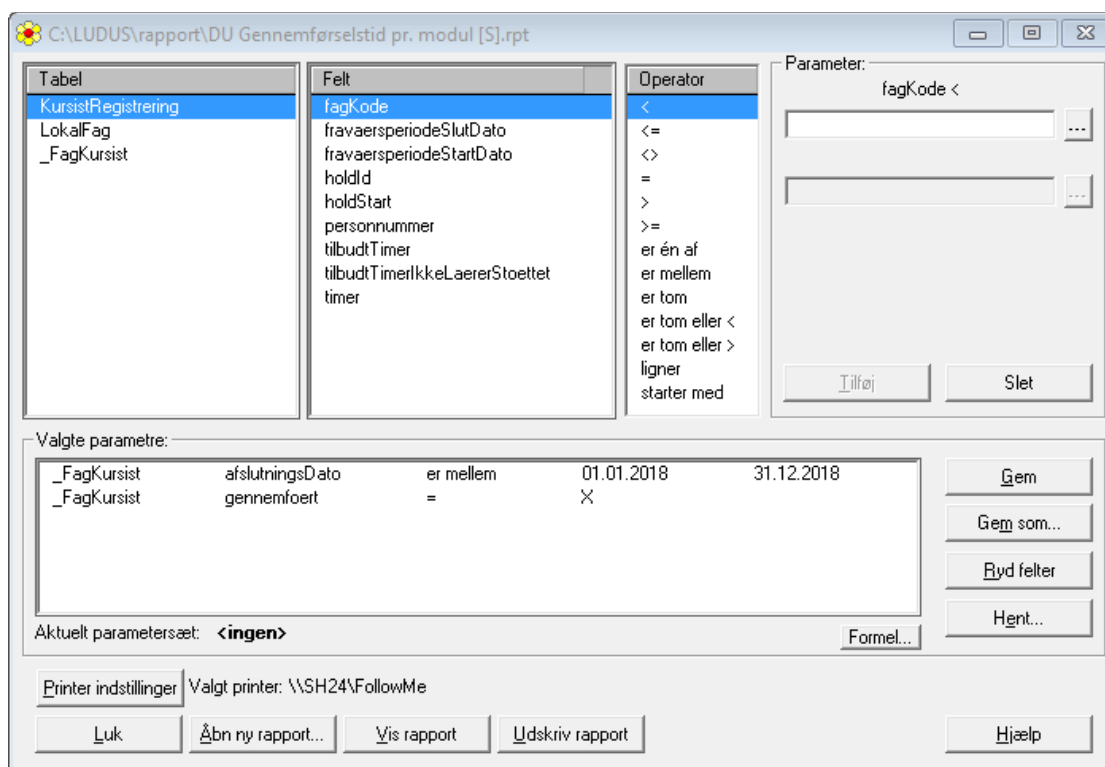 C:\LUDUS\rapport\DU Gennemførselstid pr. modul [S].rpt
Tabel
KursistRegistrering
LokalFag
_FagKursist
Felt
fagKode
fravaersperiodeSlutDato
fravaersperiodeStartDato
holdId
holdStart
personnummer
tilbudtTimer
tilbudtTimerIkkeLaererStoettet
timer
Operator
<
<=
<>
=
>
>=
er én af
er mellem
er tom
er tom eller <
er tom eller >
ligner
starter med
Parameter:
fagKode <
...
...
Tilføj
Slet
Valgte parametre:
_FagKursist afslutningsDato er mellem 01.01.2018 31.12.2018
_FagKursist gennemfoert = X
Gem
Gem som...
Ryd felter
Hent...
Aktuelt parametersæt: <ingen>
Formel...
Printer indstillinger Valgt printer: \\SH24\FollowMe
Luk Åbn ny rapport... Vis rapport Udskriv rapport Hjælp